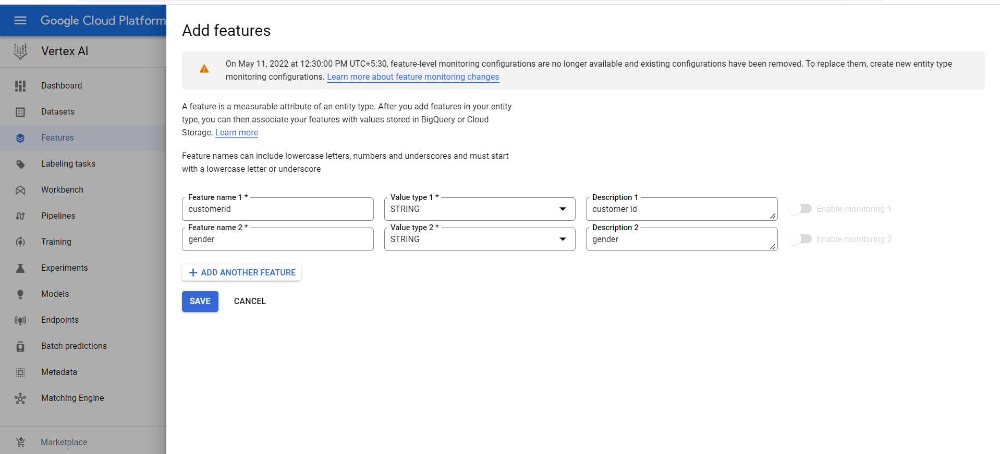 Google Cloud Platform
Vertex AI
Dashboard
Datasets
Features
Labeling tasks
Workbench
Pipelines
Training
Experiments
Models
Endpoints
Batch predictions
Metadata
Matching Engine
Marketplace
Add features
On May 11, 2022 at 12:30:00 PM UTC+5:30, feature-level monitoring configurations are no longer available and existing configurations have been removed. To replace them, create new entity type
monitoring configurations. Learn more about feature monitoring changes
A feature is a measurable attribute of an entity type. After you add features in your entity
type, you can then associate your features with values stored in BigQuery or Cloud
Storage. Learn more
Feature names can include lowercase letters, numbers and underscores and must start
with a lowercase letter or underscore
Feature name 1 * Value type 1 * Description 1
customerid STRING customer id Enable monitoring 1
Feature name 2 * Value type 2 * Description 2
gender STRING gender Enable monitoring 2
ADD ANOTHER FEATURE
SAVE CANCEL